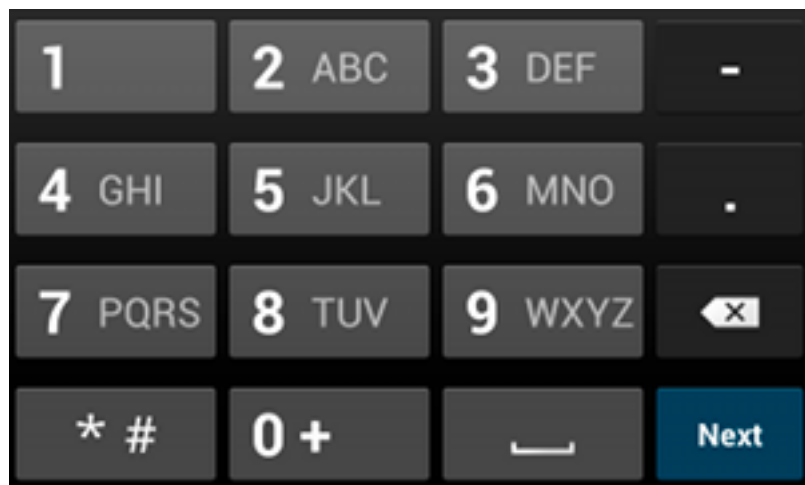 1 2 ABC 3 DEF -
4 GHI 5 JKL 6 MNO .
7 PQRS 8 TUV 9 WXYZ
* # 0 + Next